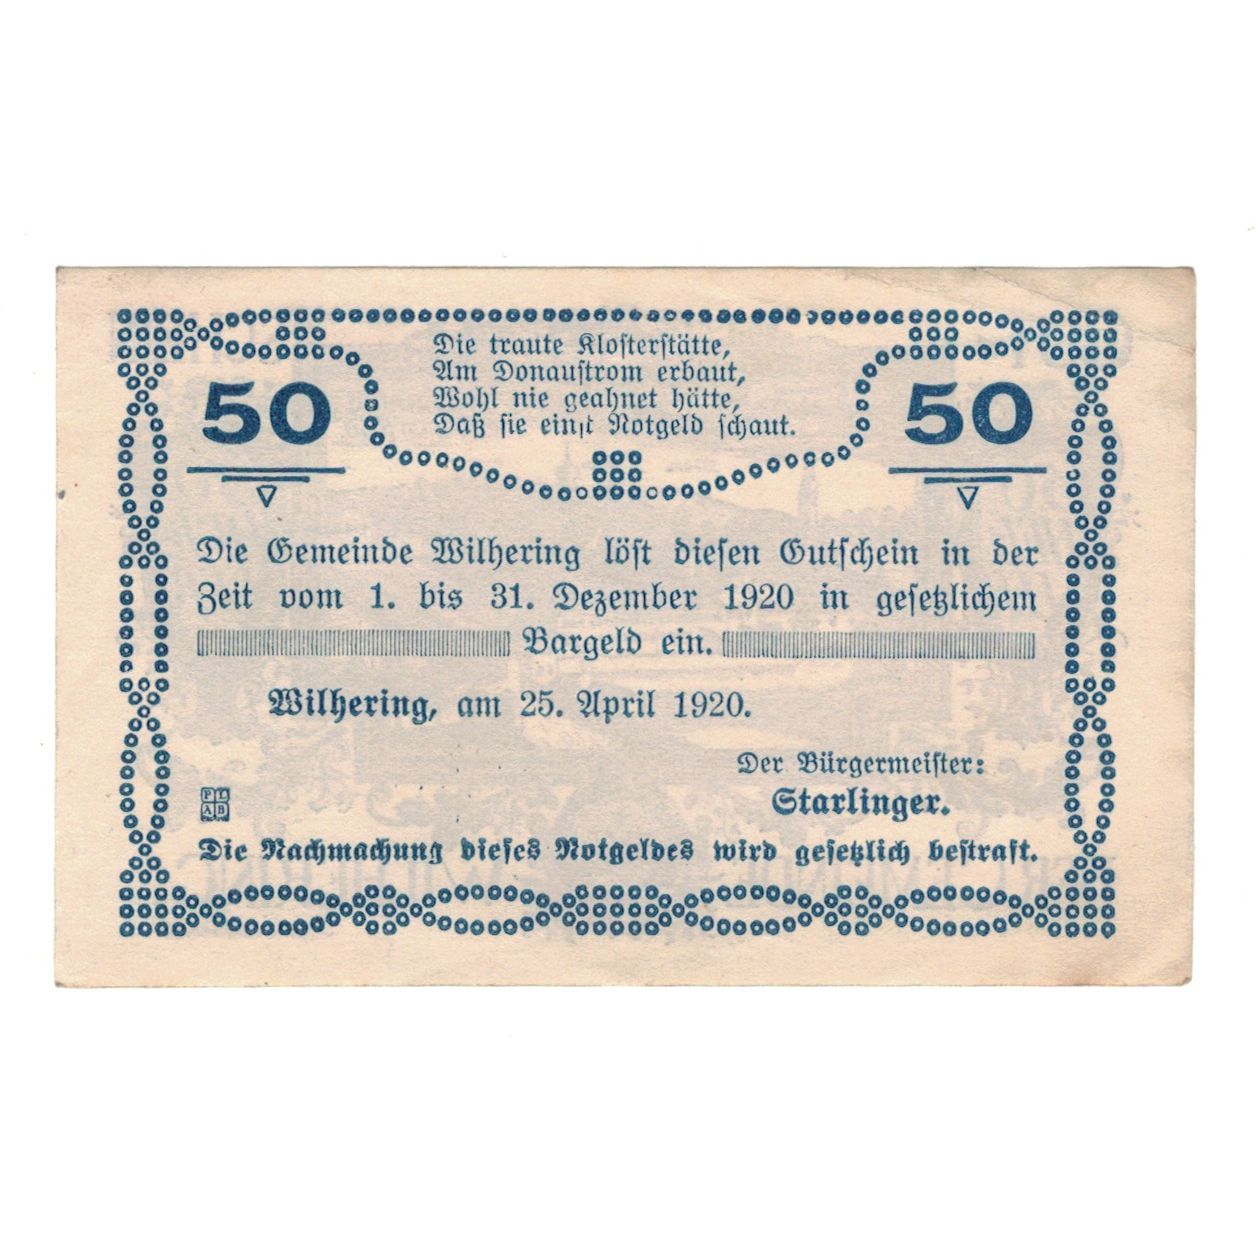 Die traute Klosterstätte,
Am Donaustrom erbaut,
Wohl nie geahnet hätte,
Daß sie einst Notgeld schaut.
50 50
Die Gemeinde Wilhering löst diesen Gutschein in der
Zeit vom 1. bis 31. Dezember 1920 in gesetzlichem
Bargeld ein.
Wilhering, am 25. April 1920.
Der Bürgermeister:
Starlinger.
P L
A B
Die Nachmachung dieses Notgeldes wird gesetzlich bestraft.